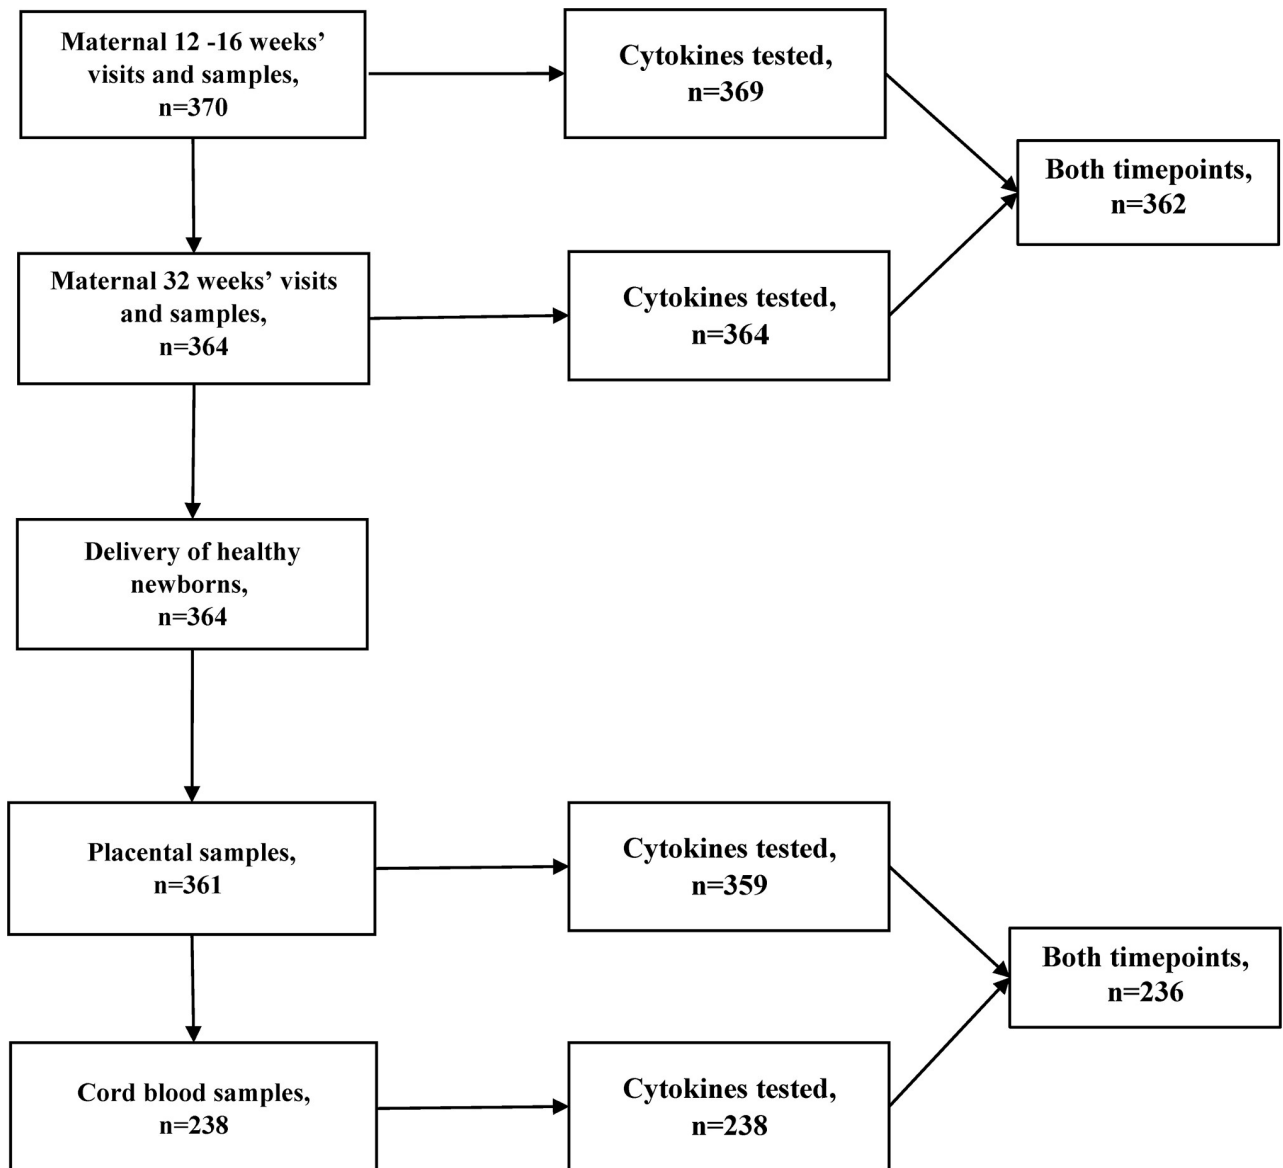 Maternal 12 -16 weeks’
visits and samples,
n=370
Cytokines tested,
n=369
Both timepoints,
n=362
Maternal 32 weeks’ visits
and samples,
n=364
Cytokines tested,
n=364
Delivery of healthy
newborns,
n=364
Placental samples,
n=361
Cytokines tested,
n=359
Both timepoints,
n=236
Cord blood samples,
n=238
Cytokines tested,
n=238